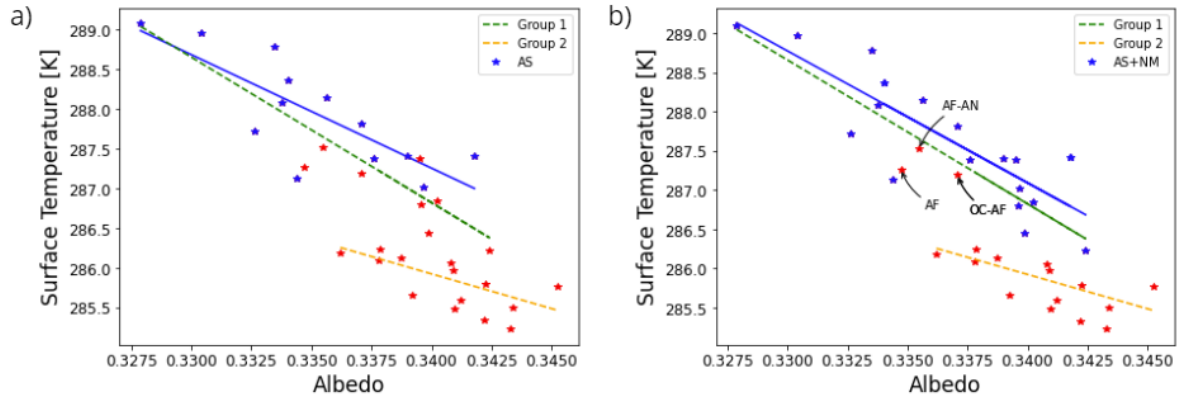 a)
Surface Temperature [K]
289.0
288.5
288.0
287.5
287.0
286.5
286.0
285.5
0.3275
0.3300
0.3325
0.3350
0.3375
0.3400
0.3425
0.3450
Albedo
Group 1
Group 2
AS
b)
Surface Temperature [K]
289.0
288.5
288.0
287.5
287.0
286.5
286.0
285.5
0.3275
0.3300
0.3325
0.3350
0.3375
0.3400
0.3425
0.3450
Albedo
Group 1
Group 2
AS+NM
AF-AN
AF
OC-AF